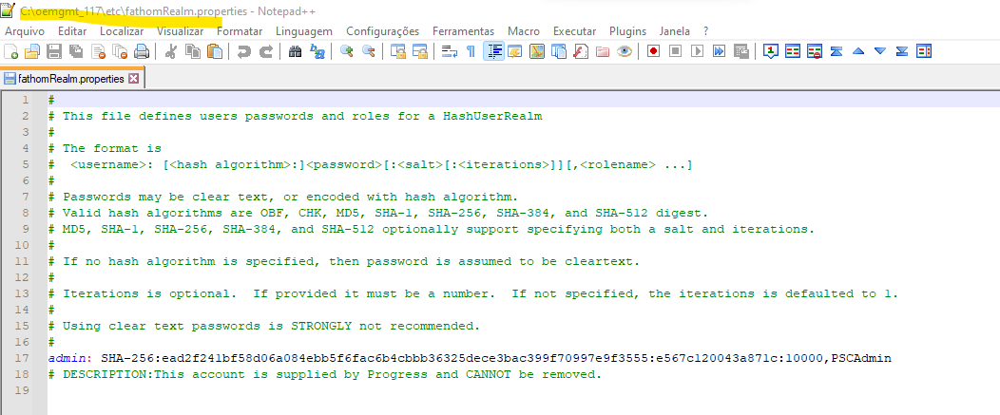 C:\oemgmt_117\etc\fathomRealm.properties - Notepad++
Arquivo Editar Localizar Visualizar Formatar Linguagem Configurações Ferramentas Macro Executar Plugins Janela ?
fathomRealm.properties
1 #
2 # This file defines users passwords and roles for a HashUserRealm
3 #
4 # The format is
5 #  <username>: [<hash algorithm>:]<password>[:<salt>[:<iterations>]][,<rolename> ...]
6 #
7 # Passwords may be clear text, or encoded with hash algorithm.
8 # Valid hash algorithms are OBF, CHK, MD5, SHA-1, SHA-256, SHA-384, and SHA-512 digest.
9 # MD5, SHA-1, SHA-256, SHA-384, and SHA-512 optionally support specifying both a salt and iterations.
10 #
11 # If no hash algorithm is specified, then password is assumed to be cleartext.
12 #
13 # Iterations is optional.  If provided it must be a number.  If not specified, the iterations is defaulted to 1.
14 #
15 # Using clear text passwords is STRONGLY not recommended.
16 #
17 admin: SHA-256:ead2f241bf58d06a084ebb5f6fac6b4cbbb36325dece3bac399f70997e9f3555:e567c120043a871c:10000,PSCAdmin
18 # DESCRIPTION:This account is supplied by Progress and CANNOT be removed.
19